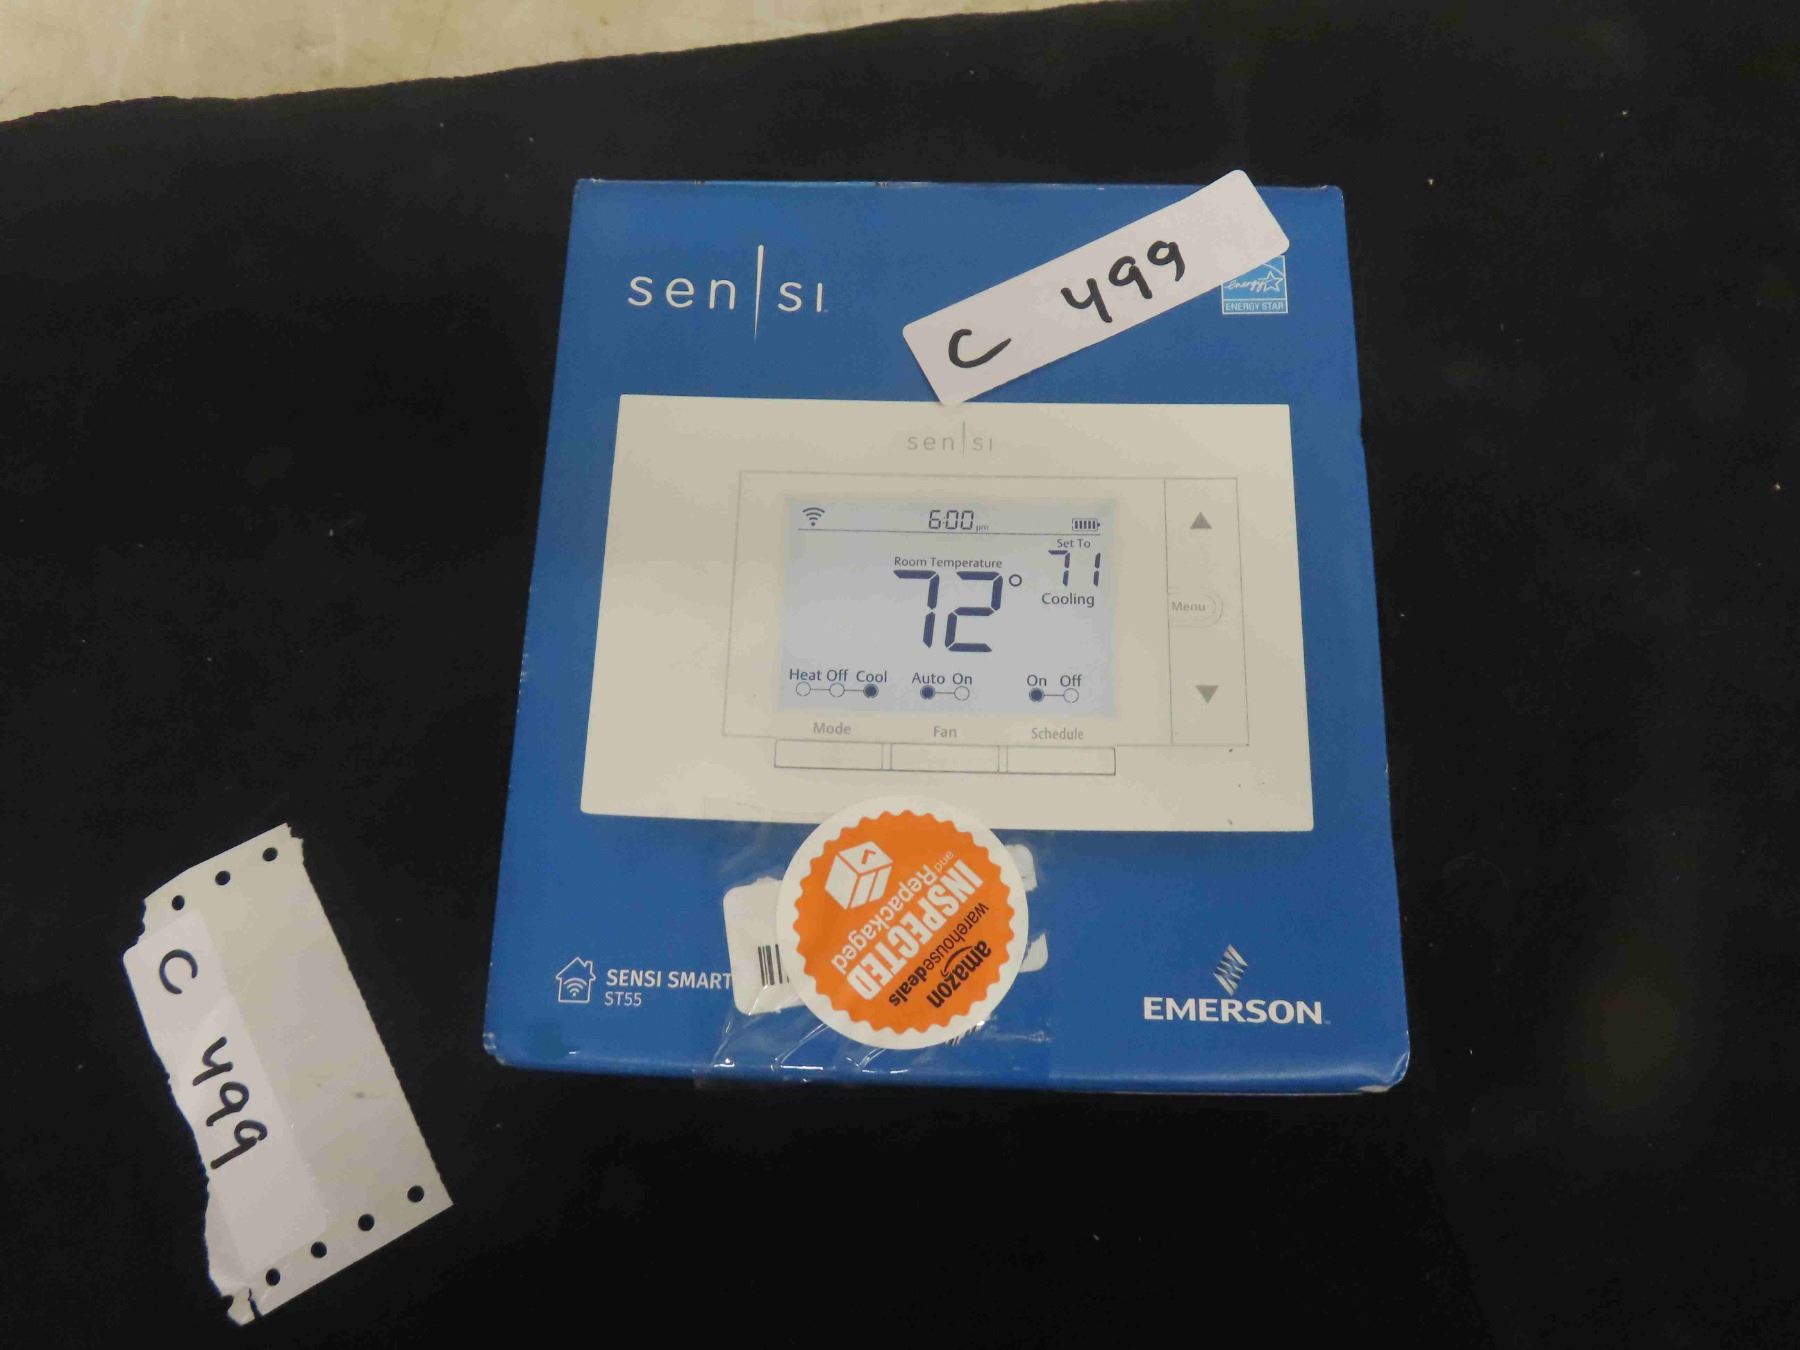 sen|si
C 499
energy
ENERGY STAR
sen|si
6:00 pm
Set To
71
Room Temperature
72°
Cooling
Menu
Heat Off Cool
Auto On
On Off
Mode
Fan
Schedule
INSPECTED
and Repackaged
amazon
warehousedeals
SENSI SMART
ST55
EMERSON
C 499